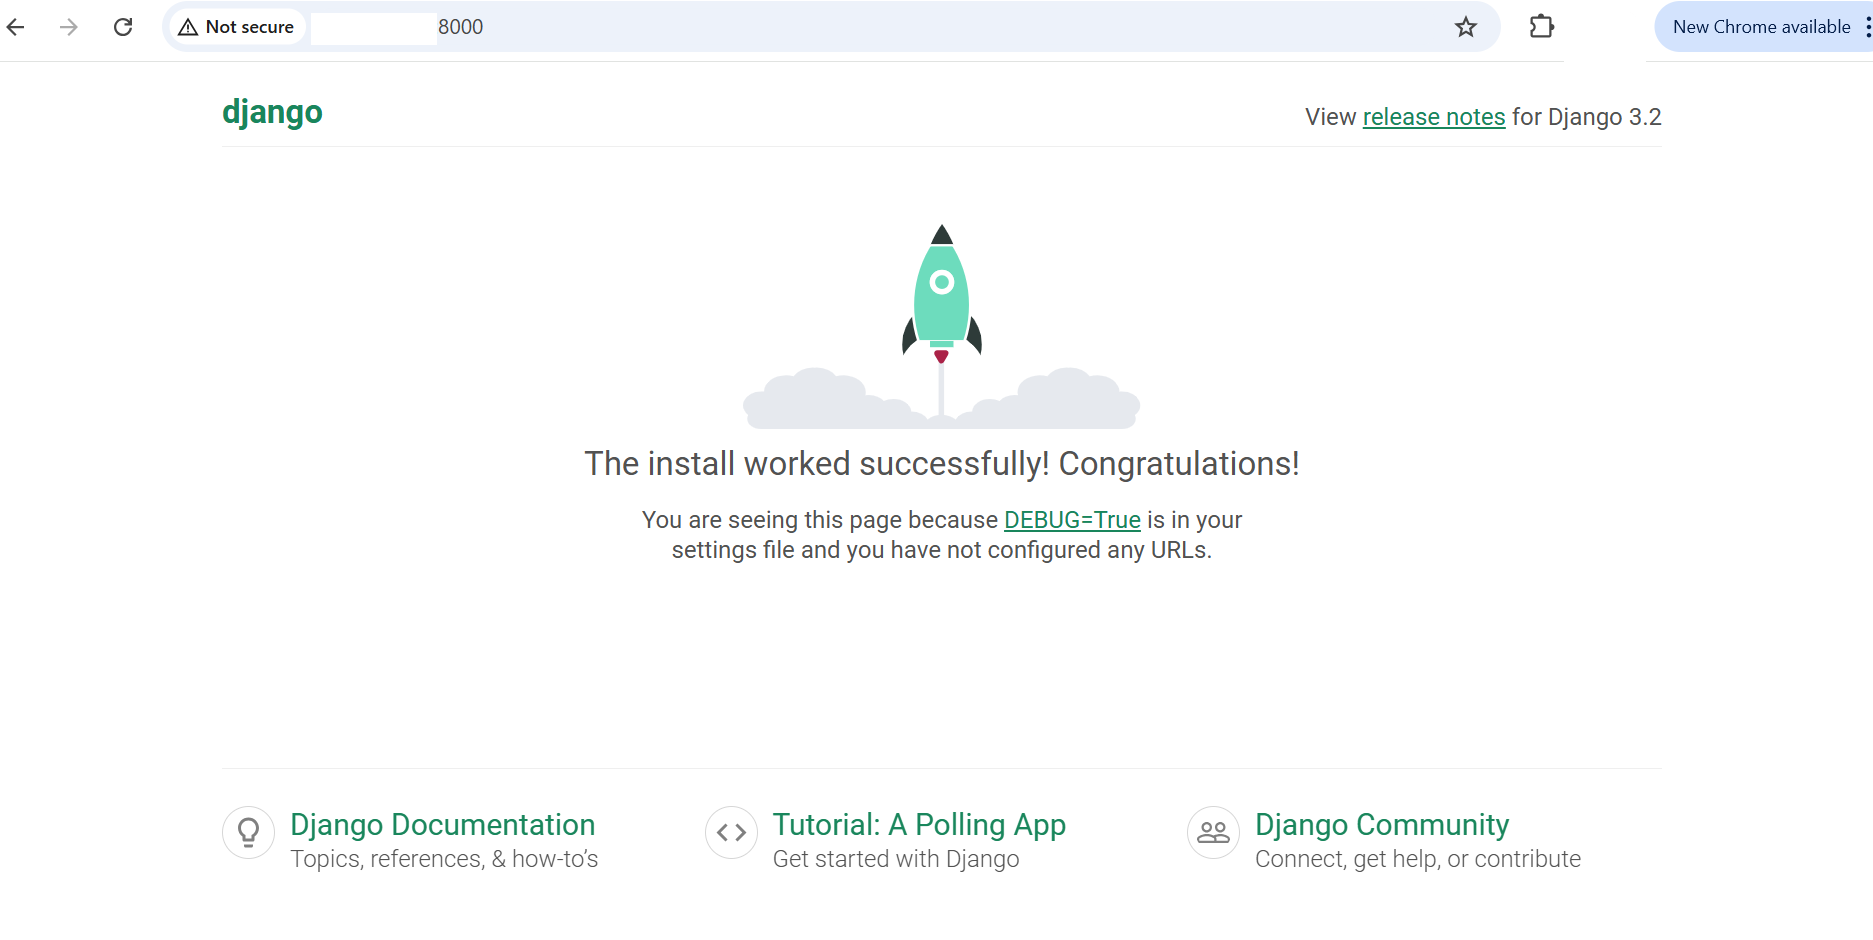 Not secure 8000 New Chrome available
django
View release notes for Django 3.2
The install worked successfully! Congratulations!
You are seeing this page because DEBUG=True is in your
settings file and you have not configured any URLs.
Django Documentation
Topics, references, & how-to’s
Tutorial: A Polling App
Get started with Django
Django Community
Connect, get help, or contribute